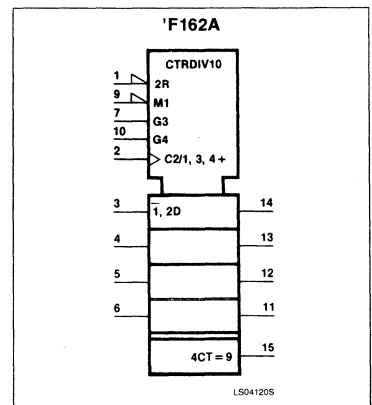 'F162A
CTRDIV10
1 2R
9 M1
7 G3
10 G4
2 C2/1, 3, 4 +
3 1̅, 2D 14
4 13
5 12
6 11
4CT = 9 15
LS04120S